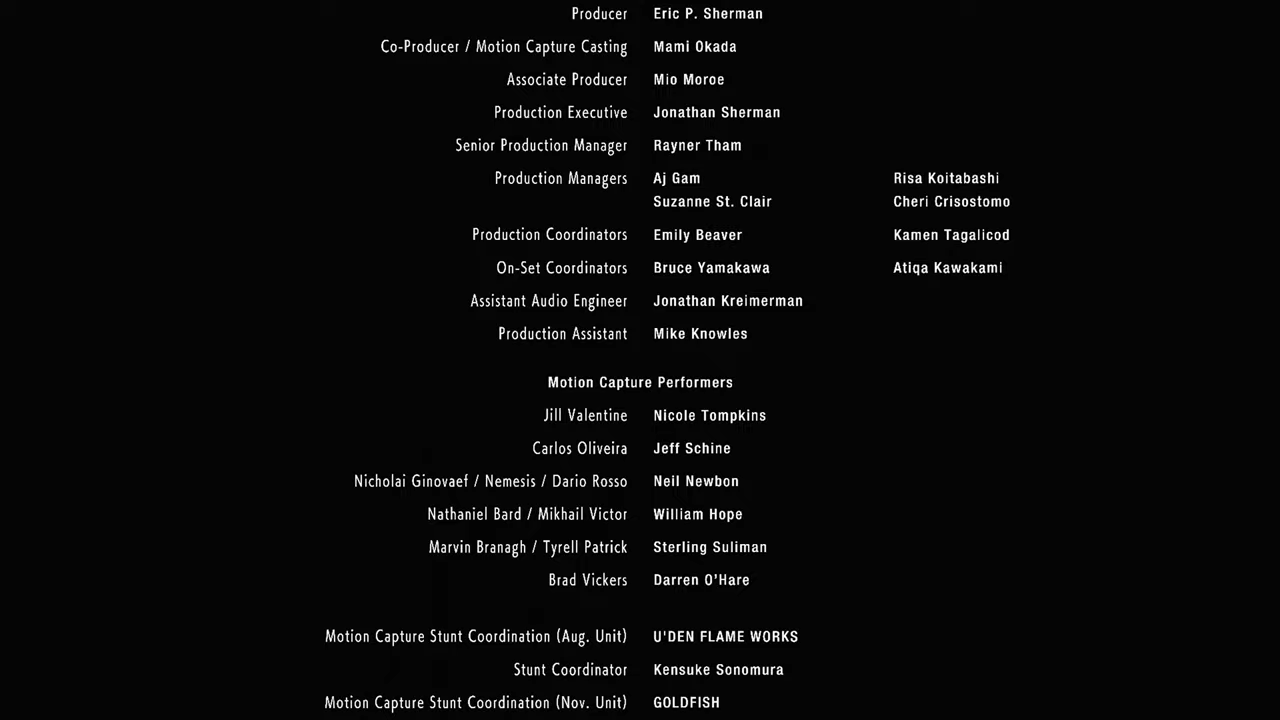 Producer Eric P. Sherman
Co-Producer / Motion Capture Casting Mami Okada
Associate Producer Mio Moroe
Production Executive Jonathan Sherman
Senior Production Manager Rayner Tham
Production Managers Aj Gam Risa Koitabashi
Suzanne St. Clair Cheri Crisostomo
Production Coordinators Emily Beaver Kamen Tagalicod
On-Set Coordinators Bruce Yamakawa Atiqa Kawakami
Assistant Audio Engineer Jonathan Kreimerman
Production Assistant Mike Knowles
Motion Capture Performers
Jill Valentine Nicole Tompkins
Carlos Oliveira Jeff Schine
Nicholai Ginovaef / Nemesis / Dario Rosso Neil Newbon
Nathaniel Bard / Mikhail Victor William Hope
Marvin Branagh / Tyrell Patrick Sterling Suliman
Brad Vickers Darren O'Hare
Motion Capture Stunt Coordination (Aug. Unit) U'DEN FLAME WORKS
Stunt Coordinator Kensuke Sonomura
Motion Capture Stunt Coordination (Nov. Unit) GOLDFISH